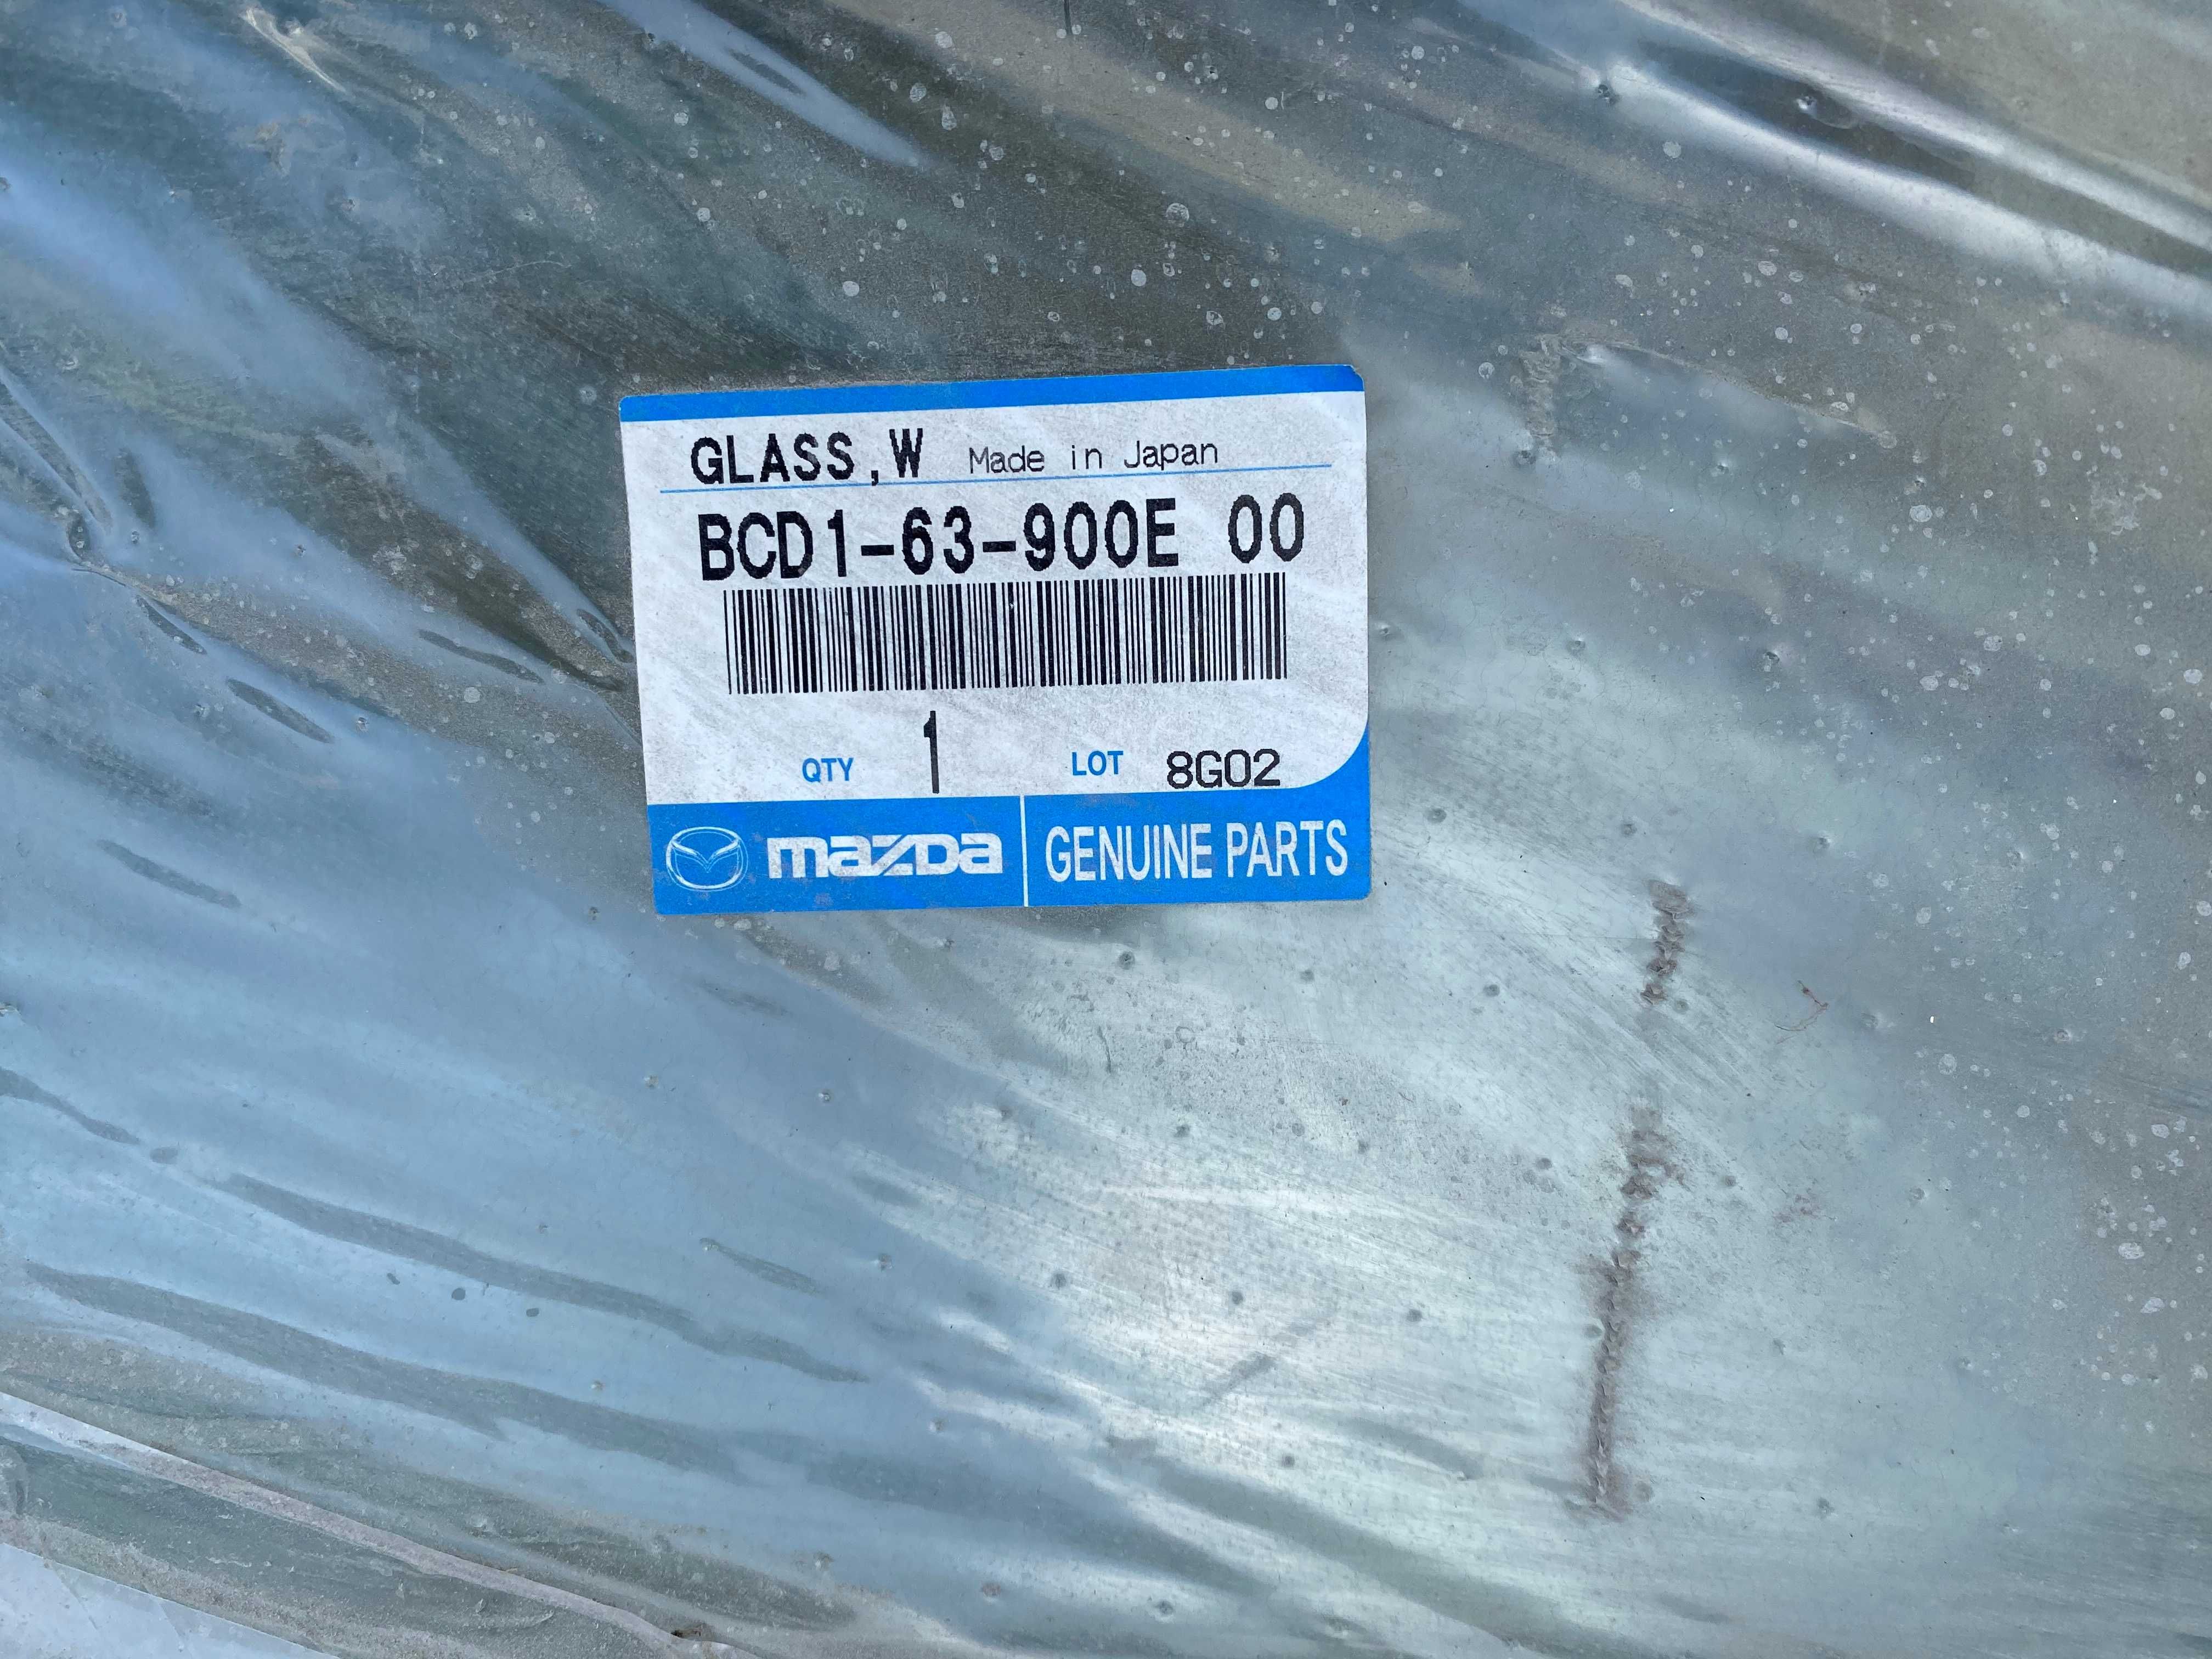 GLASS,W Made in Japan
BCD1-63-900E 00
QTY 1 LOT 8G02
mazda GENUINE PARTS